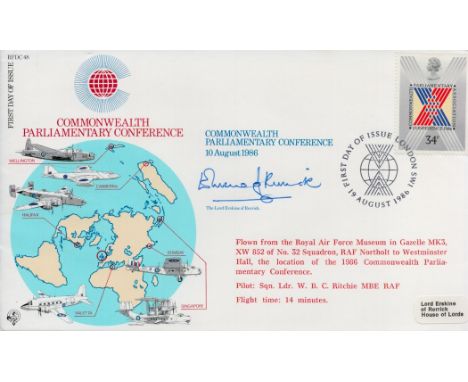 RFDC 48
FIRST DAY OF ISSUE
COMMONWEALTH
PARLIAMENTARY CONFERENCE
WELLINGTON
CANBERRA
HALIFAX
VALETTA
SINGAPORE
COMMONWEALTH
PARLIAMENTARY CONFERENCE
10 August 1986
The Lord Erskine of Rerrick
FIRST DAY OF ISSUE LONDON SW1
19 AUGUST 1986
PARLIAMENTARY
34P
Flown from the Royal Air Force Museum in Gazelle MK3,
XW 852 of No. 32 Squadron, RAF Northolt to Westminster
Hall, the location of the 1986 Commonwealth Parlia-
mentary Conference.
Pilot: Sqn. Ldr. W. B. C. Ritchie MBE RAF
Flight time: 14 minutes.
Lord Erskine
of Rerrick
House of Lords